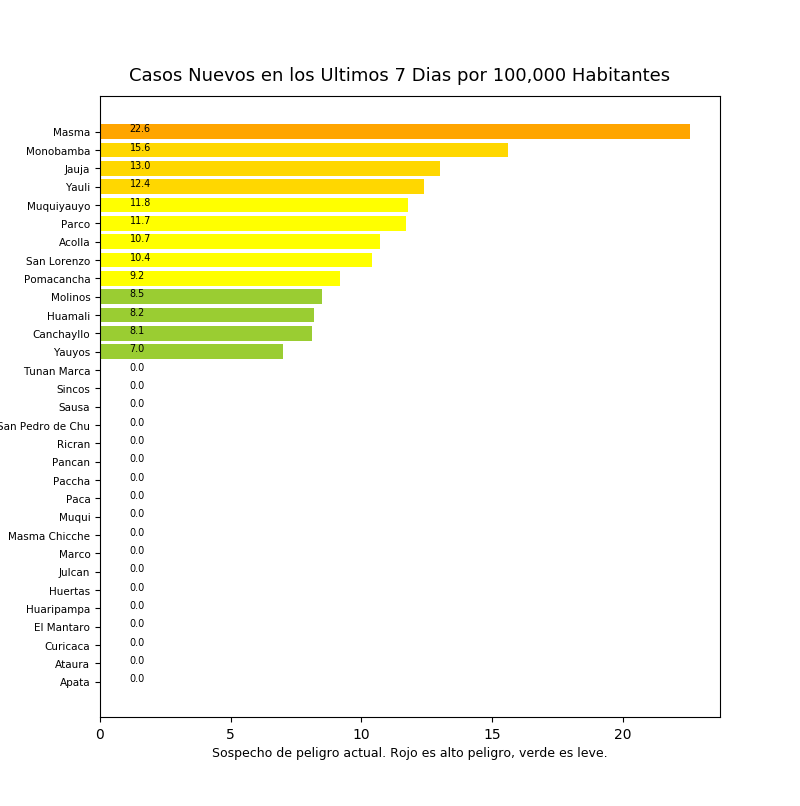 Casos Nuevos en los Ultimos 7 Dias por 100,000 Habitantes
Masma 22.6
Monobamba 15.6
Jauja 13.0
Yauli 12.4
Muquiyauyo 11.8
Parco 11.7
Acolla 10.7
San Lorenzo 10.4
Pomacancha 9.2
Molinos 8.5
Huamali 8.2
Canchayllo 8.1
Yauyos 7.0
Tunan Marca 0.0
Sincos 0.0
Sausa 0.0
San Pedro de Chu 0.0
Ricran 0.0
Pancan 0.0
Paccha 0.0
Paca 0.0
Muqui 0.0
Masma Chicche 0.0
Marco 0.0
Julcan 0.0
Huertas 0.0
Huaripampa 0.0
El Mantaro 0.0
Curicaca 0.0
Ataura 0.0
Apata 0.0
0 5 10 15 20
Sospecho de peligro actual. Rojo es alto peligro, verde es leve.